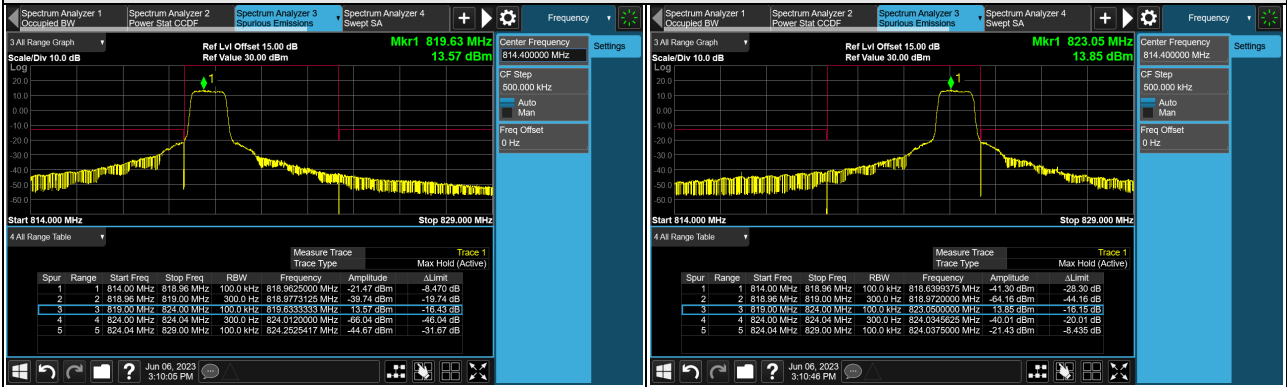 Spectrum Analyzer 1
Occupied BW
Spectrum Analyzer 2
Power Stat CCDF
Spectrum Analyzer 3
Spurious Emissions
Spectrum Analyzer 4
Swept SA
Frequency
3 All Range Graph
Ref Lvl Offset 15.00 dB
Mkr1 819.63 MHz
Scale/Div 10.0 dB
Ref Value 30.00 dBm
13.57 dBm
Log
20.0
10.0
0.00
-10.0
-20.0
-30.0
-40.0
-50.0
-60.0
1
Start 814.000 MHz
Stop 829.000 MHz
Center Frequency
814.400000 MHz
Settings
CF Step
500.000 kHz
Auto
Man
Freq Offset
0 Hz
4 All Range Table
Measure Trace Trace 1
Trace Type Max Hold (Active)
Spur Range Start Freq Stop Freq RBW Frequency Amplitude ΔLimit
1 1 814.00 MHz 818.96 MHz 100.0 kHz 818.9625000 MHz -21.47 dBm -8.470 dB
2 2 818.96 MHz 819.00 MHz 300.0 Hz 818.9773125 MHz -39.74 dBm -19.74 dB
3 3 819.00 MHz 824.00 MHz 100.0 kHz 819.6333333 MHz 13.57 dBm -16.43 dB
4 4 824.00 MHz 824.04 MHz 300.0 Hz 824.0120000 MHz -66.04 dBm -46.04 dB
5 5 824.04 MHz 829.00 MHz 100.0 kHz 824.2525417 MHz -44.67 dBm -31.67 dB
?
Jun 06, 2023
3:10:05 PM
Spectrum Analyzer 1
Occupied BW
Spectrum Analyzer 2
Power Stat CCDF
Spectrum Analyzer 3
Spurious Emissions
Spectrum Analyzer 4
Swept SA
Frequency
3 All Range Graph
Ref Lvl Offset 15.00 dB
Mkr1 823.05 MHz
Scale/Div 10.0 dB
Ref Value 30.00 dBm
13.85 dBm
Log
20.0
10.0
0.00
-10.0
-20.0
-30.0
-40.0
-50.0
-60.0
1
Start 814.000 MHz
Stop 829.000 MHz
Center Frequency
814.400000 MHz
Settings
CF Step
500.000 kHz
Auto
Man
Freq Offset
0 Hz
4 All Range Table
Measure Trace Trace 1
Trace Type Max Hold (Active)
Spur Range Start Freq Stop Freq RBW Frequency Amplitude ΔLimit
1 1 814.00 MHz 818.96 MHz 100.0 kHz 818.6399375 MHz -41.30 dBm -28.30 dB
2 2 818.96 MHz 819.00 MHz 300.0 Hz 818.9720000 MHz -64.16 dBm -44.16 dB
3 3 819.00 MHz 824.00 MHz 100.0 kHz 823.0500000 MHz 13.85 dBm -16.15 dB
4 4 824.00 MHz 824.04 MHz 300.0 Hz 824.0345625 MHz -40.01 dBm -20.01 dB
5 5 824.04 MHz 829.00 MHz 100.0 kHz 824.0375000 MHz -21.43 dBm -8.435 dB
?
Jun 06, 2023
3:10:46 PM